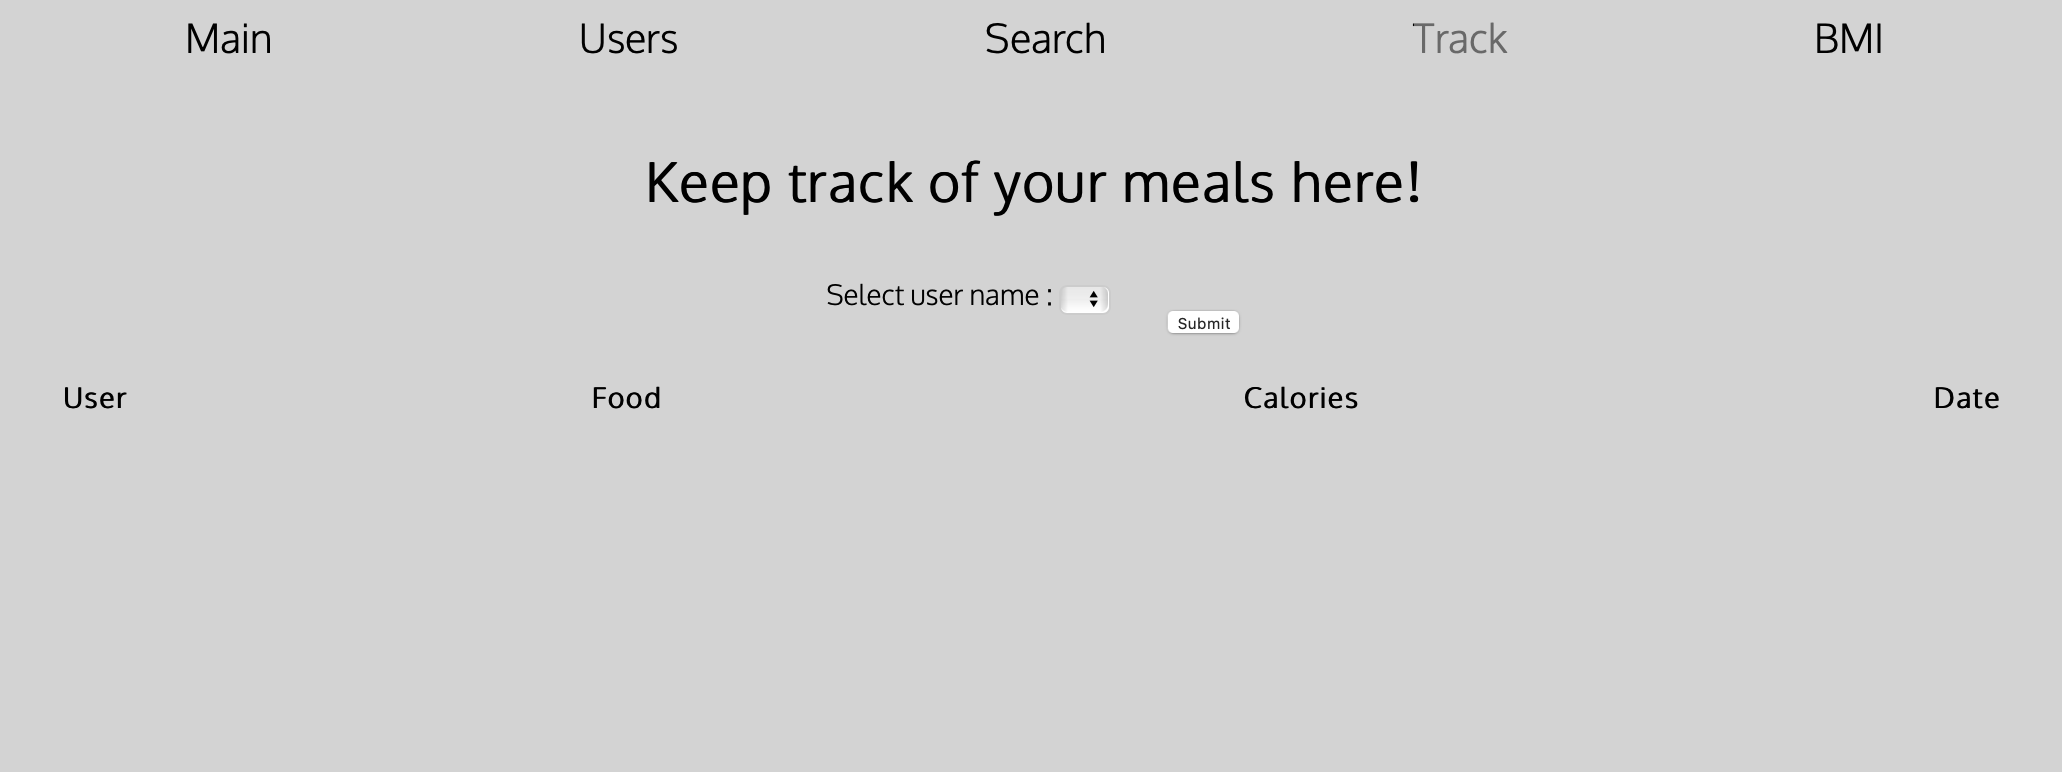 Main Users Search Track BMI
Keep track of your meals here!
Select user name :
Submit
User Food Calories Date